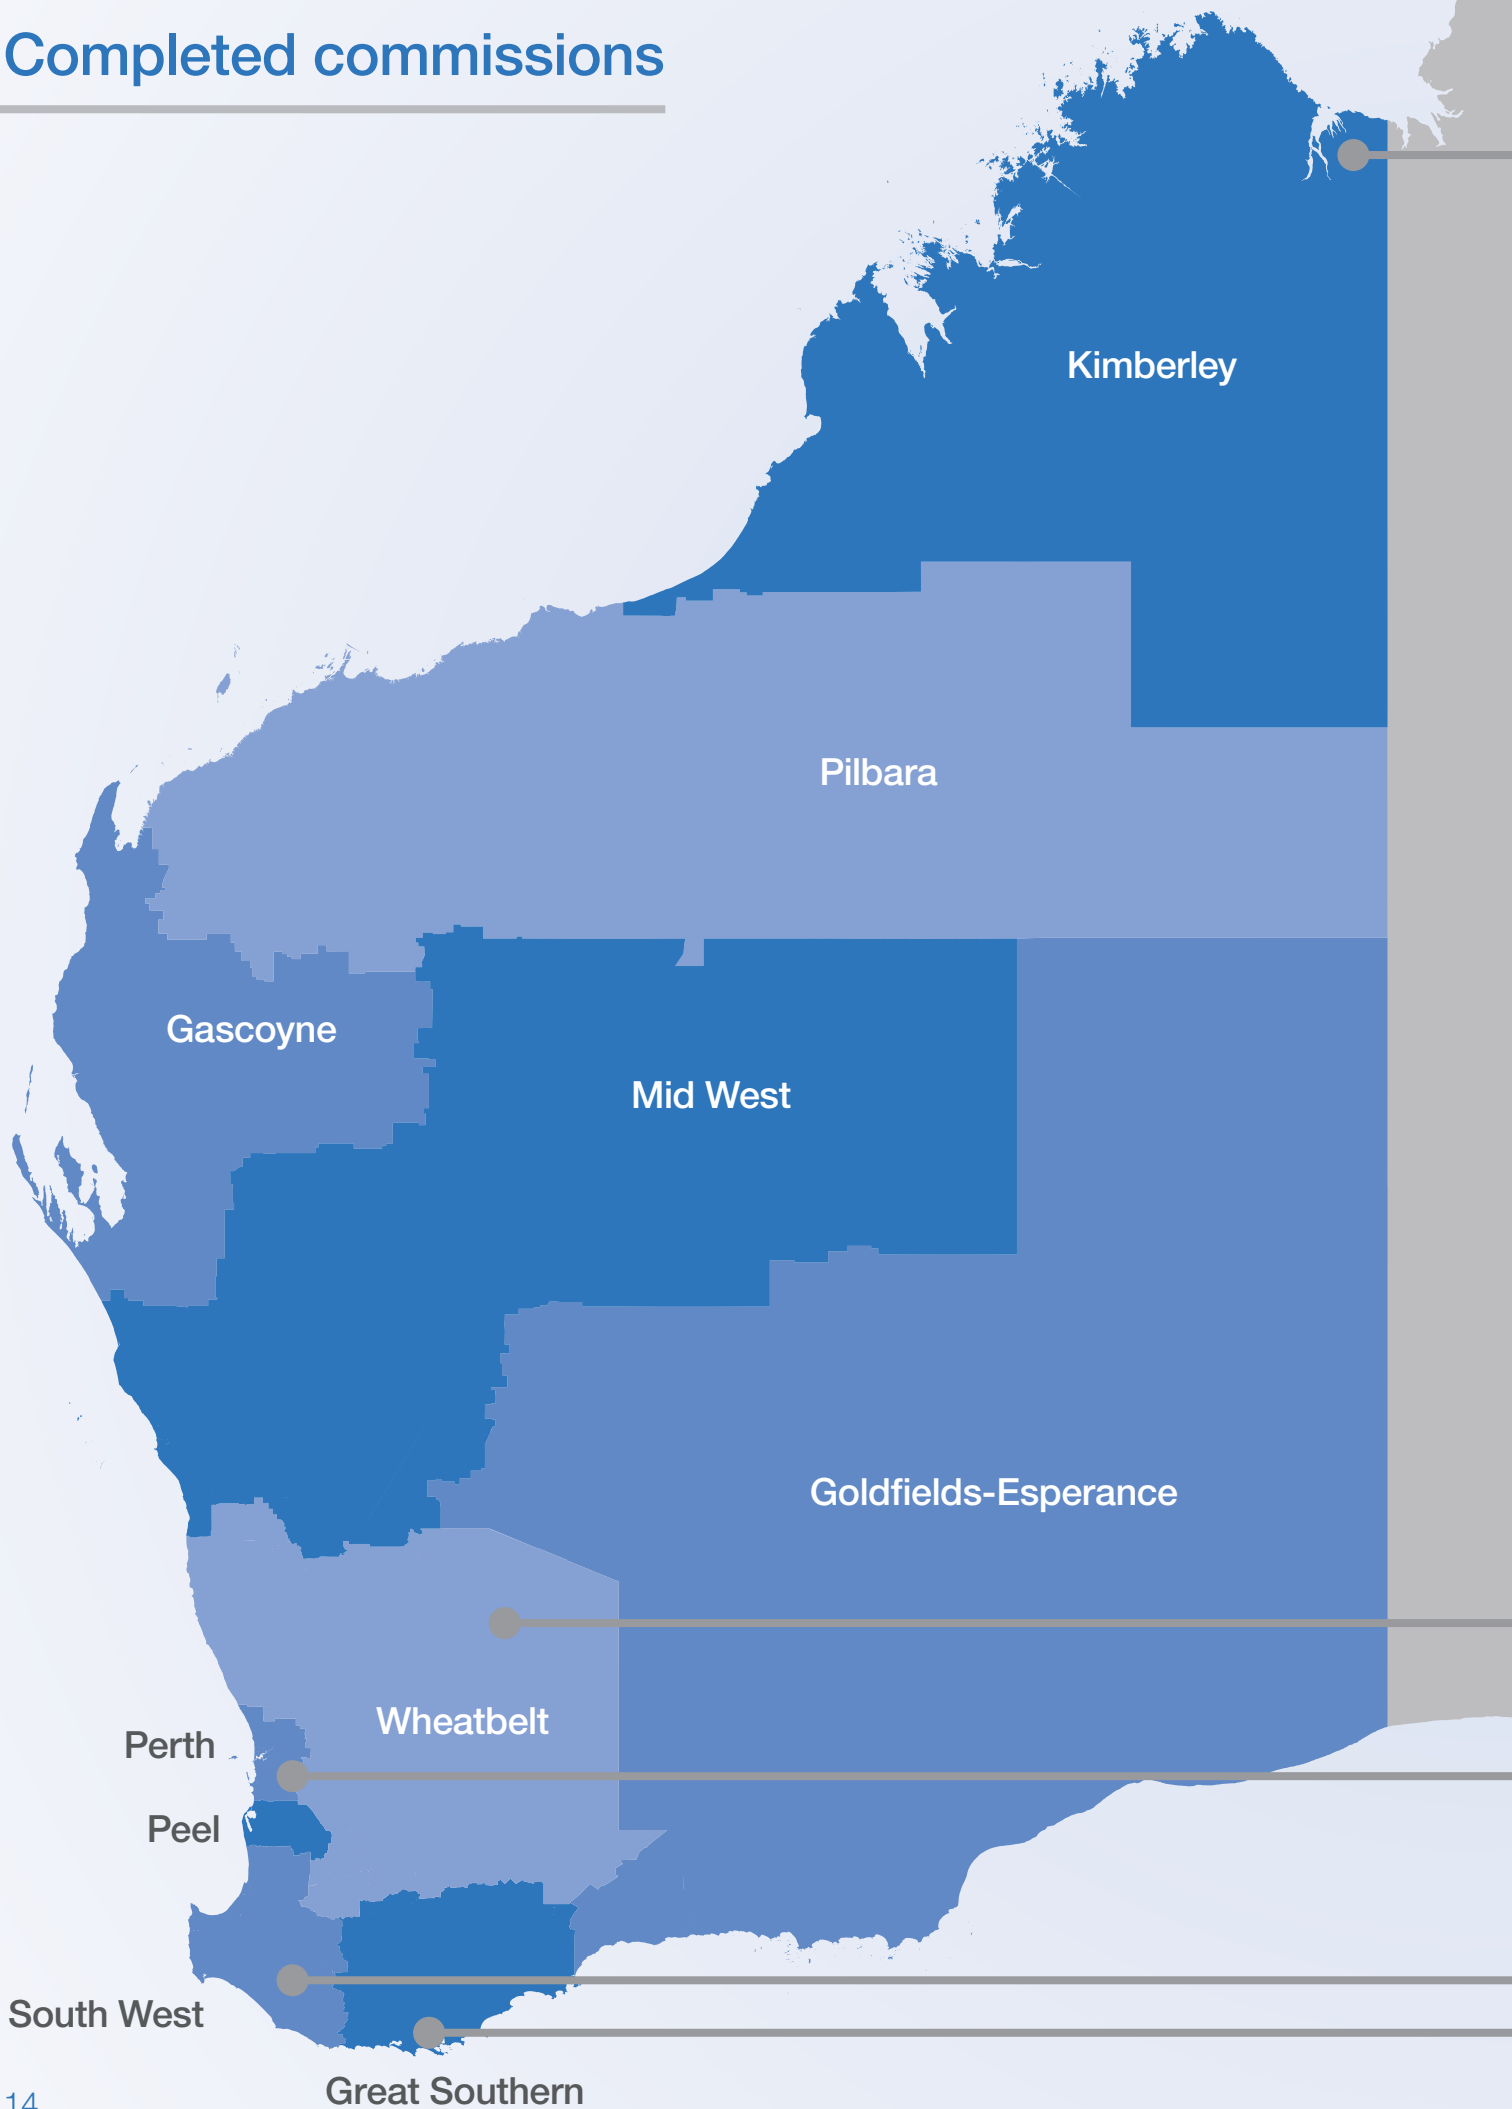 Completed commissions
Kimberley
Pilbara
Gascoyne
Mid West
Goldfields-Esperance
Wheatbelt
Perth
Peel
South West
Great Southern
14